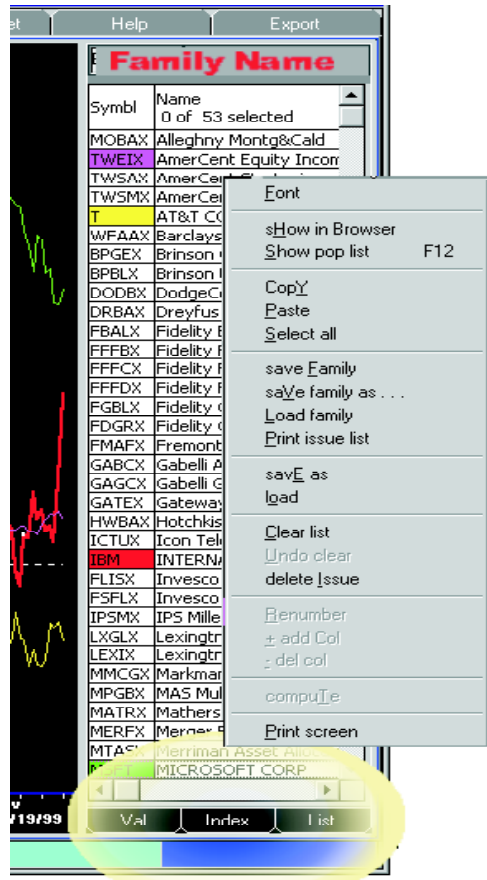 et Help Export
Family Name
Symbl Name
0 of 53 selected
MOBAX Alleghny Montg&Cald
TWEIX AmerCent Equity Incom
TWSAX AmerCent
TWSMX AmerCer
T AT&T CO
WFAAX Barclays
BPGEX Brinson
BPBLX Brinson
DODBX DodgeCo
DRBAX Dreyfus
FBALX Fidelity
FFFBX Fidelity F
FFFCX Fidelity F
FFFDX Fidelity F
FGBLX Fidelity
FDGRX Fidelity
FMAFX Fremont
GABCX Gabelli A
GAGCX Gabelli G
GATEX Gateway
HWBAX Hotchkis
ICTUX Icon Tele
IBM INTERNA
FLISX Invesco
FSFLX Invesco
IPSMX IPS Mille
LXGLX Lexingtr
LEXIX Lexingtr
MMCGX Markmar
MPGBX MAS Mul
MATRX Mathers
MERFX Merger F
MTASX Merriman Asset Alloc
MSFT MICROSOFT CORP
Font
sHow in Browser
Show pop list F12
CopY
Paste
Select all
save Family
saVe family as . . .
Load family
Print issue list
savE as
load
Clear list
Undo clear
delete Issue
Renumber
+ add Col
- del col
compuTe
Print screen
/19/99 Val Index List